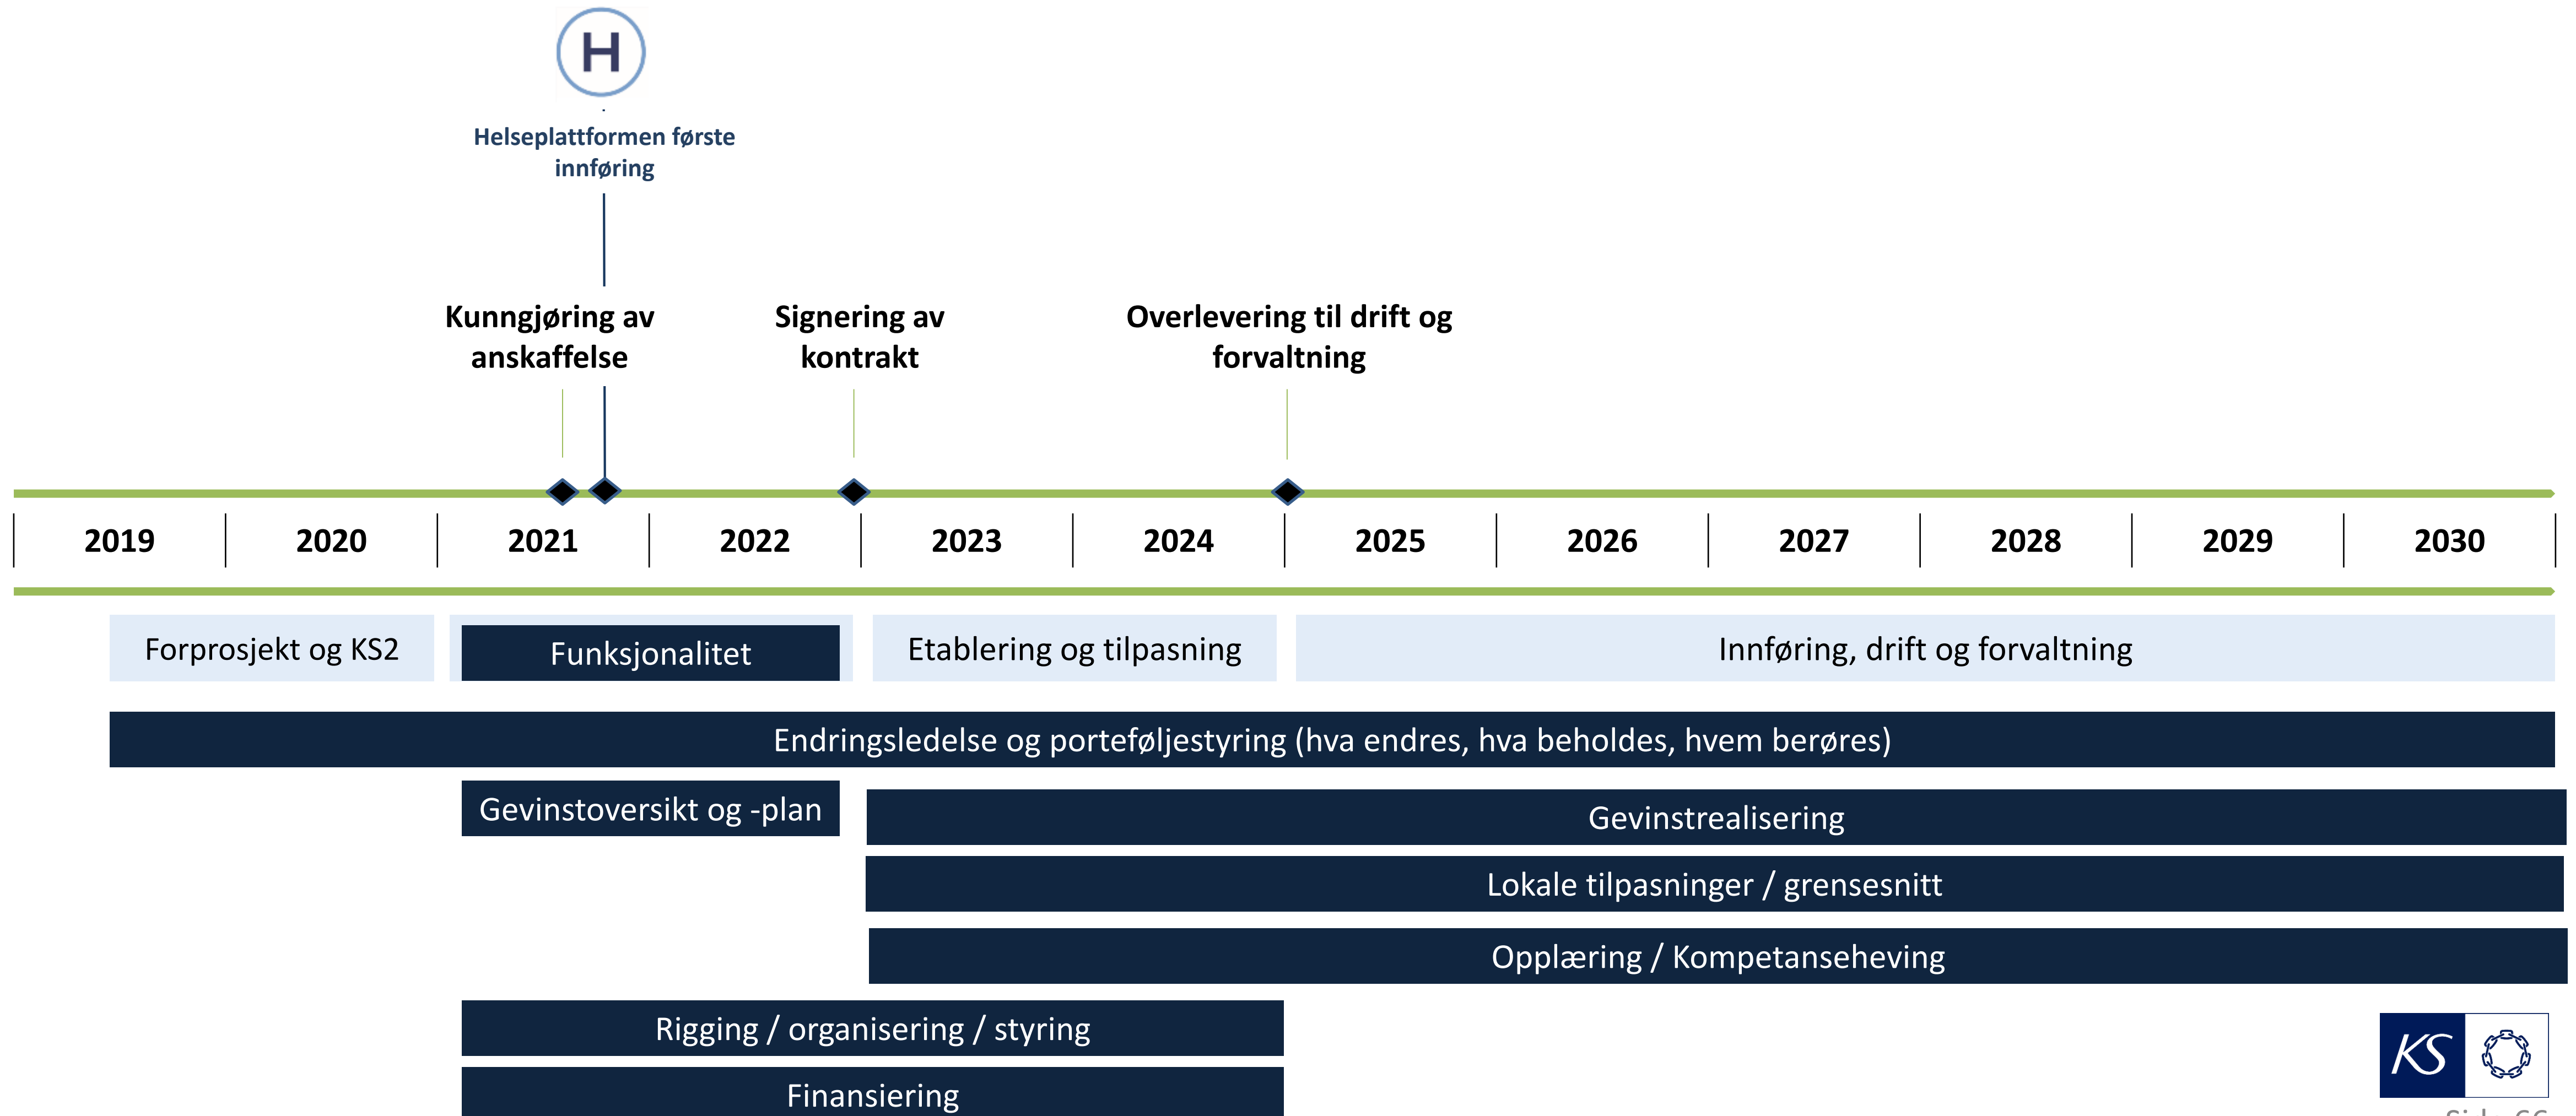 H
Helseplattformen første
innføring
Kunngjøring av
anskaffelse
Signering av
kontrakt
Overlevering til drift og
forvaltning
2019 2020 2021 2022 2023 2024 2025 2026 2027 2028 2029 2030
Forprosjekt og KS2 Funksjonalitet Etablering og tilpasning Innføring, drift og forvaltning
Endringsledelse og porteføljestyring (hva endres, hva beholdes, hvem berøres)
Gevinstoversikt og -plan
Gevinstrealisering
Lokale tilpasninger / grensesnitt
Opplæring / Kompetanseheving
Rigging / organisering / styring
Finansiering
KS